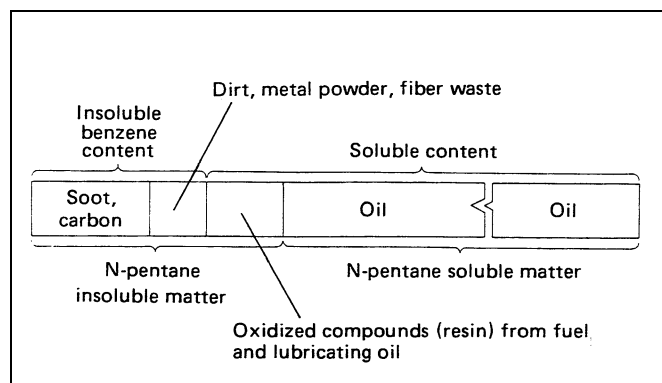 Dirt, metal powder, fiber waste
Insoluble
benzene
content
Soluble content
Soot,
carbon
Oil
Oil
N-pentane
insoluble matter
N-pentane soluble matter
Oxidized compounds (resin) from fuel
and lubricating oil